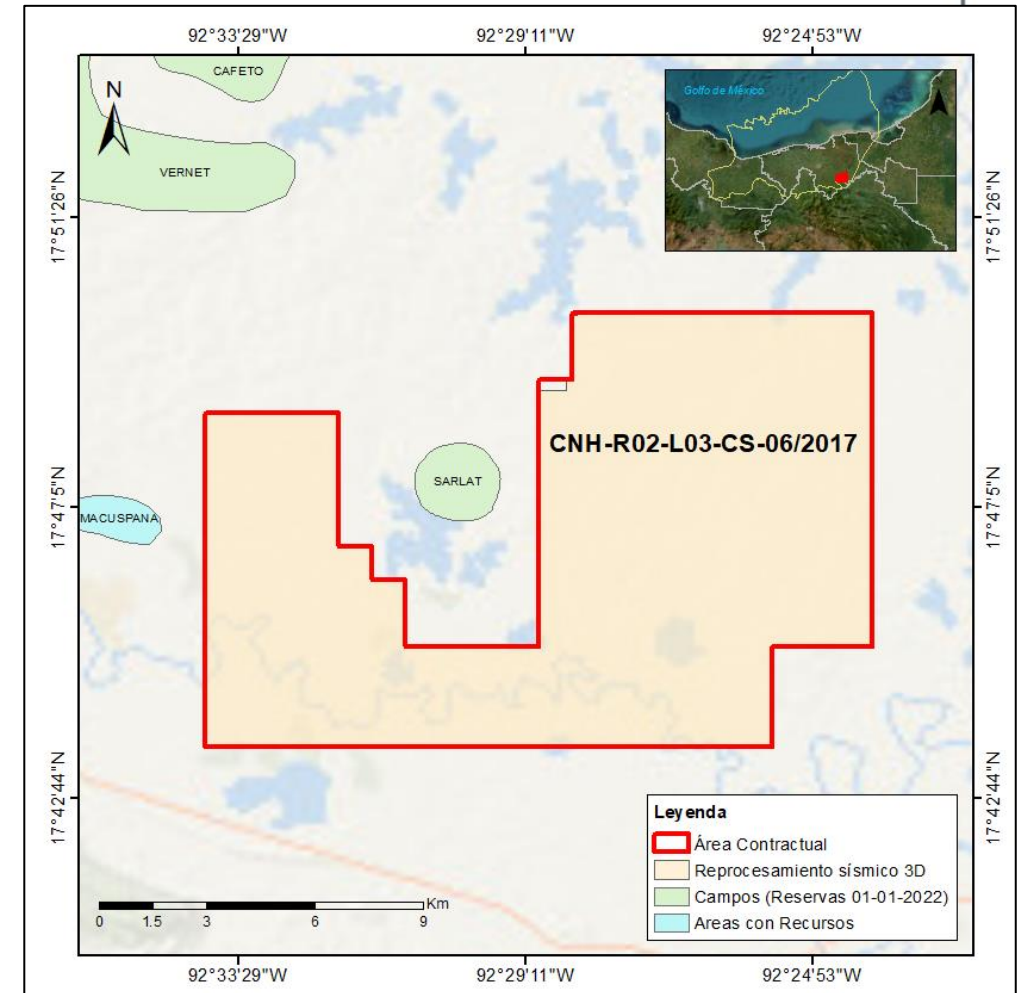 92°33'29"W
92°29'11"W
92°24'53"W
CAFETO
N
Golfo de México
VERNET
17°51'26"N
17°51'26"N
CNH-R02-L03-CS-06/2017
SARLAT
17°47'5"N
17°47'5"N
MACUSPANA
17°42'44"N
17°42'44"N
Leyenda
Área Contractual
Reprocesamiento sísmico 3D
Campos (Reservas 01-01-2022)
Areas con Recursos
Km
0 1.5 3 6 9
92°33'29"W
92°29'11"W
92°24'53"W